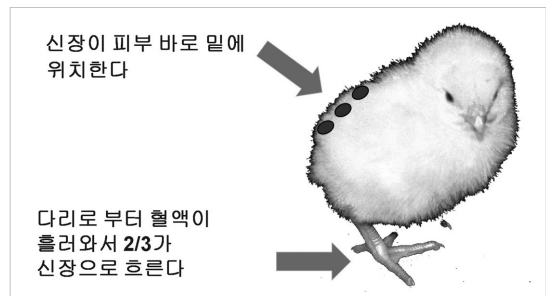 신장이 피부 바로 밑에
위치한다
다리로 부터 혈액이
흘러와서 2/3가
신장으로 흐른다